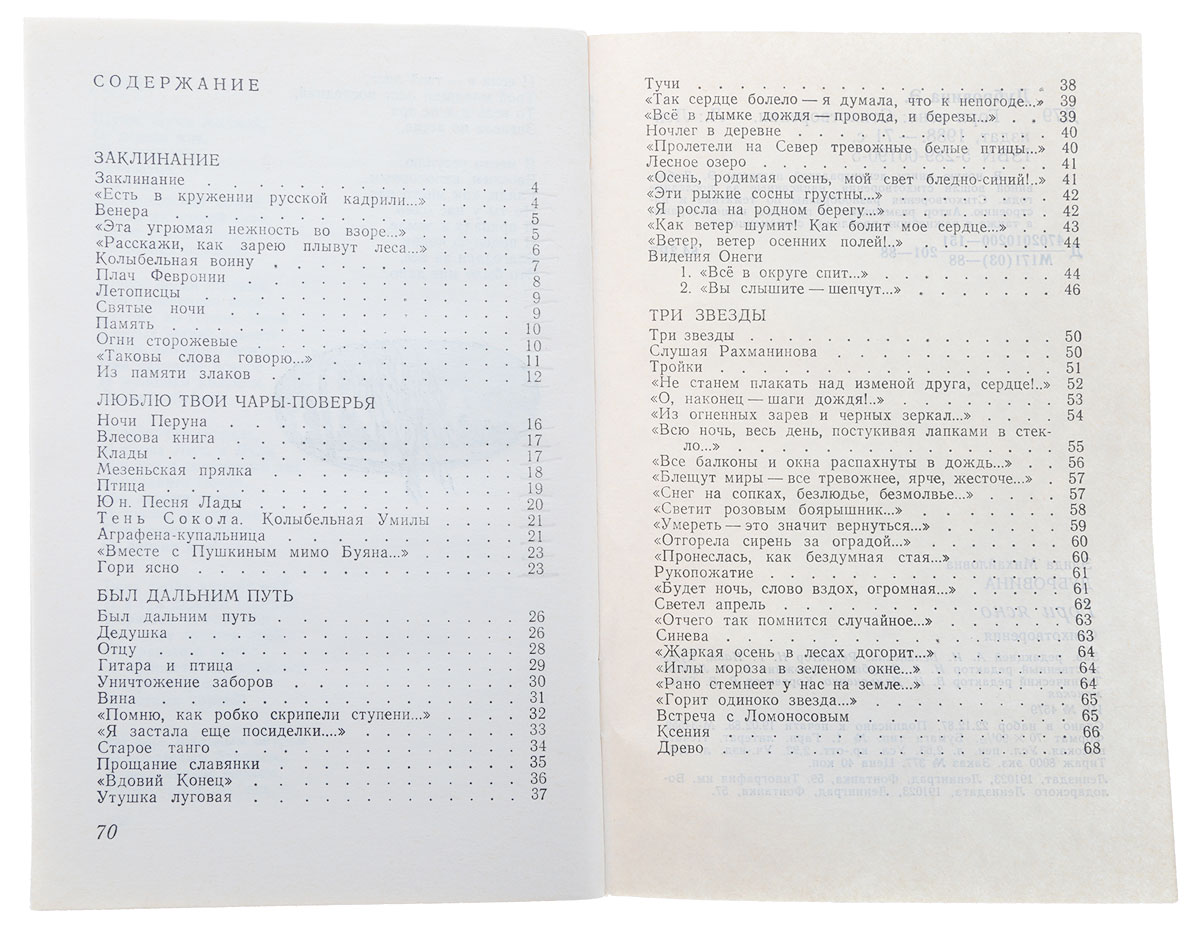 СОДЕРЖАНИЕ
ЗАКЛИНАНИЕ
Заклинание . . . . . . . . . . . . . . . 4
«Есть в кружении русской кадрили...» . . . . 4
Венера . . . . . . . . . . . . . . . 5
«Эта угрюмая нежность во взоре...» . . . . . 5
«Расскажи, как зарею плывут леса...» . . . . 6
Колыбельная воину . . . . . . . . . . . 7
Плач Февронии . . . . . . . . . . . . 8
Летописцы . . . . . . . . . . . . . . 9
Святые ночи . . . . . . . . . . . . . 9
Память . . . . . . . . . . . . . . . 10
Огни сторожевые . . . . . . . . . . . 10
«Таковы слова говорю...» . . . . . . . . 11
Из памяти злаков . . . . . . . . . . . 12
ЛЮБЛЮ ТВОИ ЧАРЫ-ПОВЕРЬЯ
Ночи Перуна . . . . . . . . . . . . . 16
Влесова книга . . . . . . . . . . . . 17
Клады . . . . . . . . . . . . . . . 17
Мезеньская прялка . . . . . . . . . . . 18
Птица . . . . . . . . . . . . . . . 19
Юн. Песня Лады . . . . . . . . . . . 20
Тень Сокола. Колыбельная Умилы . . . . 21
Аграфена-купальница . . . . . . . . . . 21
«Вместе с Пушкиным мимо Буяна...» . . . . . 23
Гори ясно . . . . . . . . . . . . . . 23
БЫЛ ДАЛЬНИМ ПУТЬ
Был дальним путь . . . . . . . . . . . 26
Дедушка . . . . . . . . . . . . . . 26
Отцу . . . . . . . . . . . . . . . 28
Гитара и птица . . . . . . . . . . . . 29
Уничтожение заборов . . . . . . . . . . 30
Вина . . . . . . . . . . . . . . . 31
«Помню, как робко скрипели ступени...» . . . . 32
«Я застала еще посиделки....» . . . . . . . 33
Старое танго . . . . . . . . . . . . . 34
Прощание славянки . . . . . . . . . . . 35
«Вдовий Конец» . . . . . . . . . . . . 36
Утушка луговая . . . . . . . . . . . . 37
70
Тучи . . . . . . . . . . . . . . . 38
«Так сердце болело — я думала, что к непогоде...» 39
«Всё в дымке дождя — провода, и березы...» . . 39
Ночлег в деревне . . . . . . . . . . . 40
«Пролетели на Север тревожные белые птицы...» 40
Лесное озеро . . . . . . . . . . . . . 41
«Осень, родимая осень, мой свет бледно-синий!..» 41
«Эти рыжие сосны грустны...» . . . . . . . 42
«Я росла на родном берегу...» . . . . . . . 42
«Как ветер шумит! Как болит мое сердце...» . . 43
«Ветер, ветер осенних полей!..» . . . . . . 44
Видения Онеги
1. «Всё в округе спит...» . . . . . . . . 44
2. «Вы слышите — шепчут...» . . . . . . . 46
ТРИ ЗВЕЗДЫ
Три звезды . . . . . . . . . . . . . 50
Слушая Рахманинова . . . . . . . . . . 50
Тройки . . . . . . . . . . . . . . . 51
«Не станем плакать над изменой друга, сердце!..» 52
«О, наконец — шаги дождя!.. . . . . . . . 53
«Из огненных зарев и черных зеркал...» . . . . 54
«Всю ночь, весь день, постукивая лапками в стек-
ло...» . . . . . . . . . . . . . . . 55
«Все балконы и окна распахнуты в дождь...» . . 56
«Блещут миры — все тревожнее, ярче, жесточе...» . 57
«Снег на сопках, безлюдье, безмолвье...» . . . . 57
«Светит розовым боярышник...» . . . . . . . 58
«Умереть — это значит вернуться...» . . . . . 59
«Отгорела сирень за оградой...» . . . . . . . 60
«Пронеслась, как бездумная стая...» . . . . . 60
Рукопожатие . . . . . . . . . . . . . 61
«Будет ночь, слово вздох, огромная...» . . . . 61
Светел апрель . . . . . . . . . . . . . 62
«Отчего так помнится случайное...» . . . . . 63
Синева . . . . . . . . . . . . . . . 63
«Жаркая осень в лесах догорит...» . . . . . . 64
«Иглы мороза в зеленом окне...» . . . . . . 64
«Рано стемнеет у нас на земле...» . . . . . . 64
«Горит одиноко звезда...» . . . . . . . . 65
Встреча с Ломоносовым . . . . . . . . . 65
Ксения . . . . . . . . . . . . . . . 66
Древо . . . . . . . . . . . . . . . 68